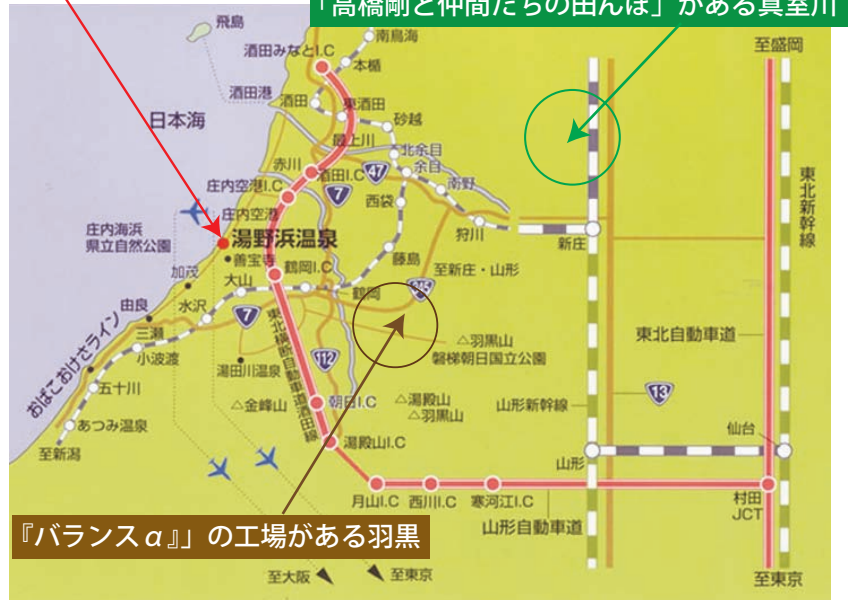 「高橋剛と仲間たちの田んぼ」がある真室川
飛島
南鳥海
酒田みなとI.C
本楯
至盛岡
酒田港
酒田
東酒田
砂越
日本海
最上川
北余目
余目
赤川
酒田I.C
47
南野
庄内空港I.C
7
西袋
庄内空港
東北新幹線
庄内海浜
県立自然公園
湯野浜温泉
狩川
新庄
善宝寺
藤島
加茂
大山
鶴岡I.C
至新庄・山形
鶴岡
345
由良
水沢
7
三瀬
おばこおけさライン
小波渡
東北横断自動車道酒田線
△羽黒山
磐梯朝日国立公園
東北自動車道
112
湯田川温泉
五十川
△金峰山
朝日I.C
△湯殿山
△羽黒山
山形新幹線
13
あつみ温泉
仙台
至新潟
湯殿山I.C
山形
月山I.C
西川I.C
寒河江I.C
村田
JCT
山形自動車道
『バランスα』」の工場がある羽黒
至大阪
至東京
至東京